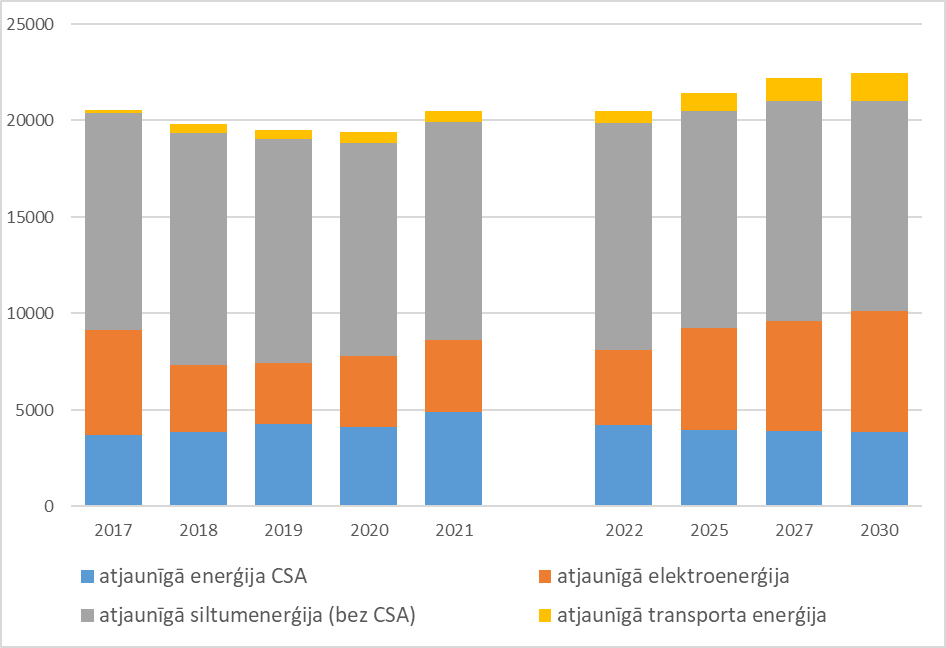 25000
20000
15000
10000
5000
0
2017 2018 2019 2020 2021 2022 2025 2027 2030
atjaunīgā enerģija CSA atjaunīgā elektroenerģija
atjaunīgā siltumenerģija (bez CSA) atjaunīgā transporta enerģija